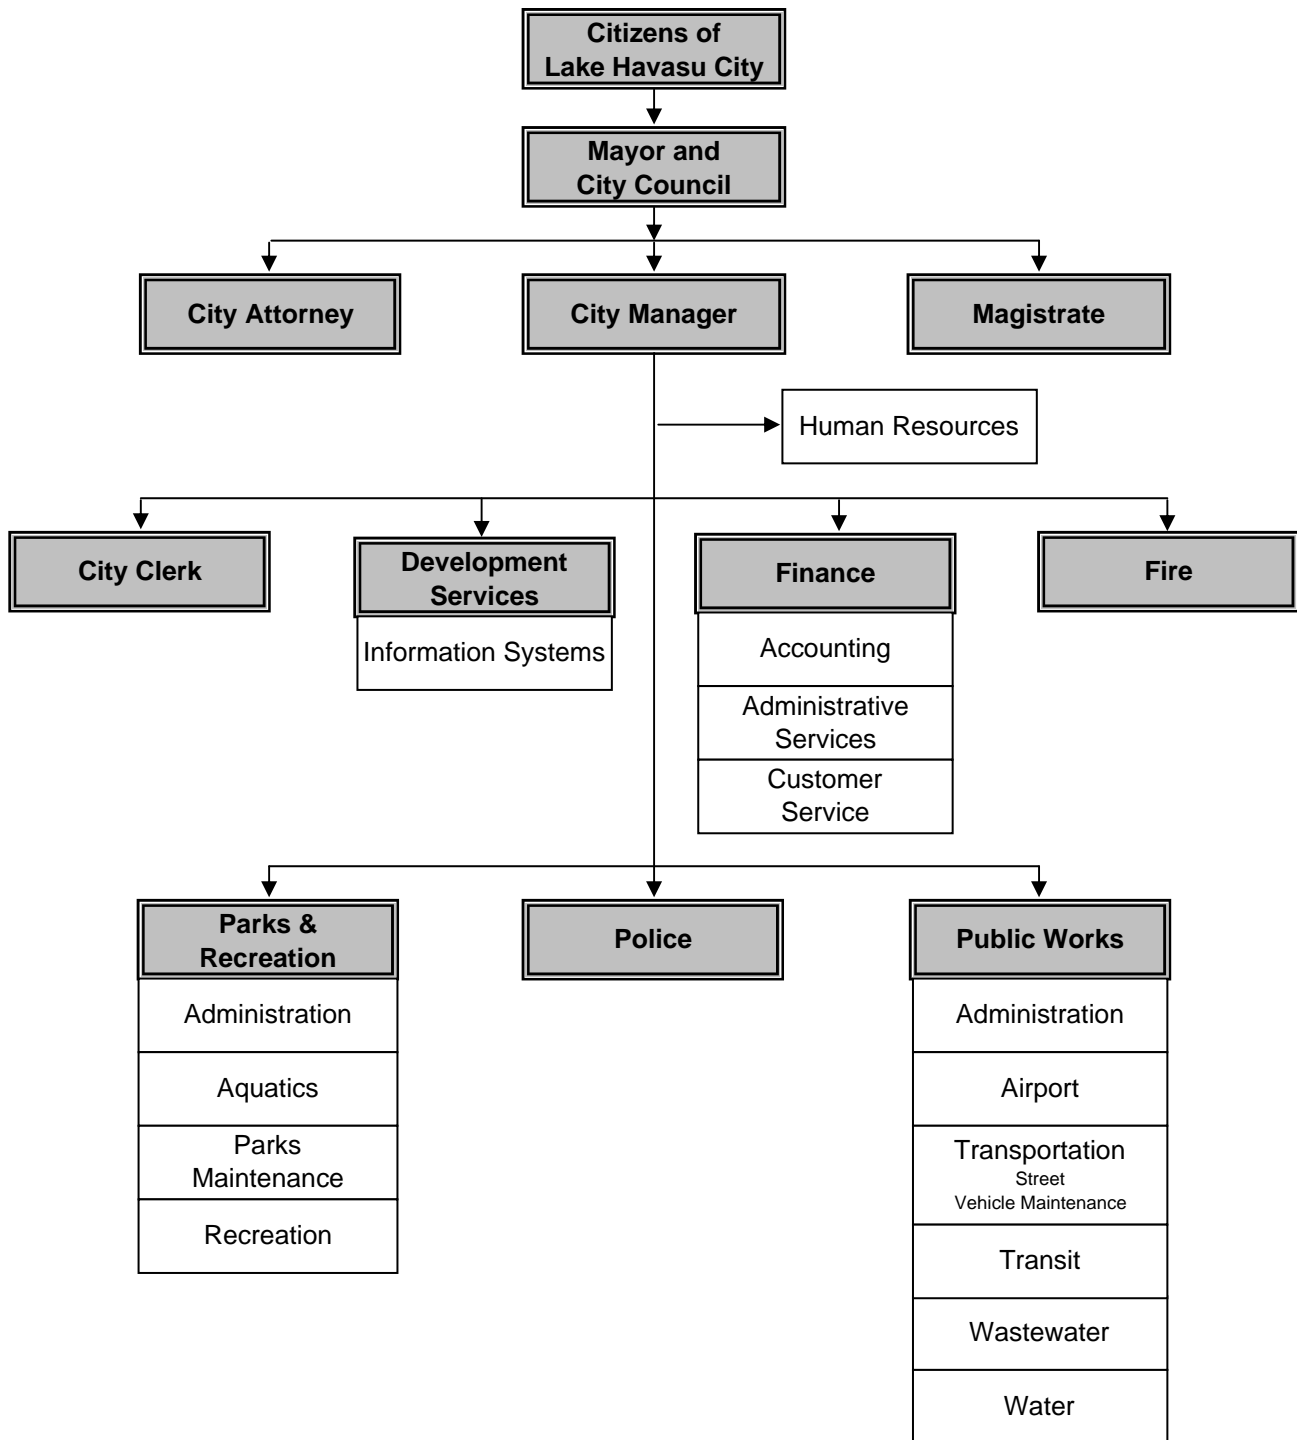 Citizens of
Lake Havasu City
Mayor and
City Council
City Attorney
City Manager
Magistrate
Human Resources
City Clerk
Development
Services
Information Systems
Finance
Accounting
Administrative
Services
Customer
Service
Fire
Parks &
Recreation
Administration
Aquatics
Parks
Maintenance
Recreation
Police
Public Works
Administration
Airport
Transportation
Street
Vehicle Maintenance
Transit
Wastewater
Water